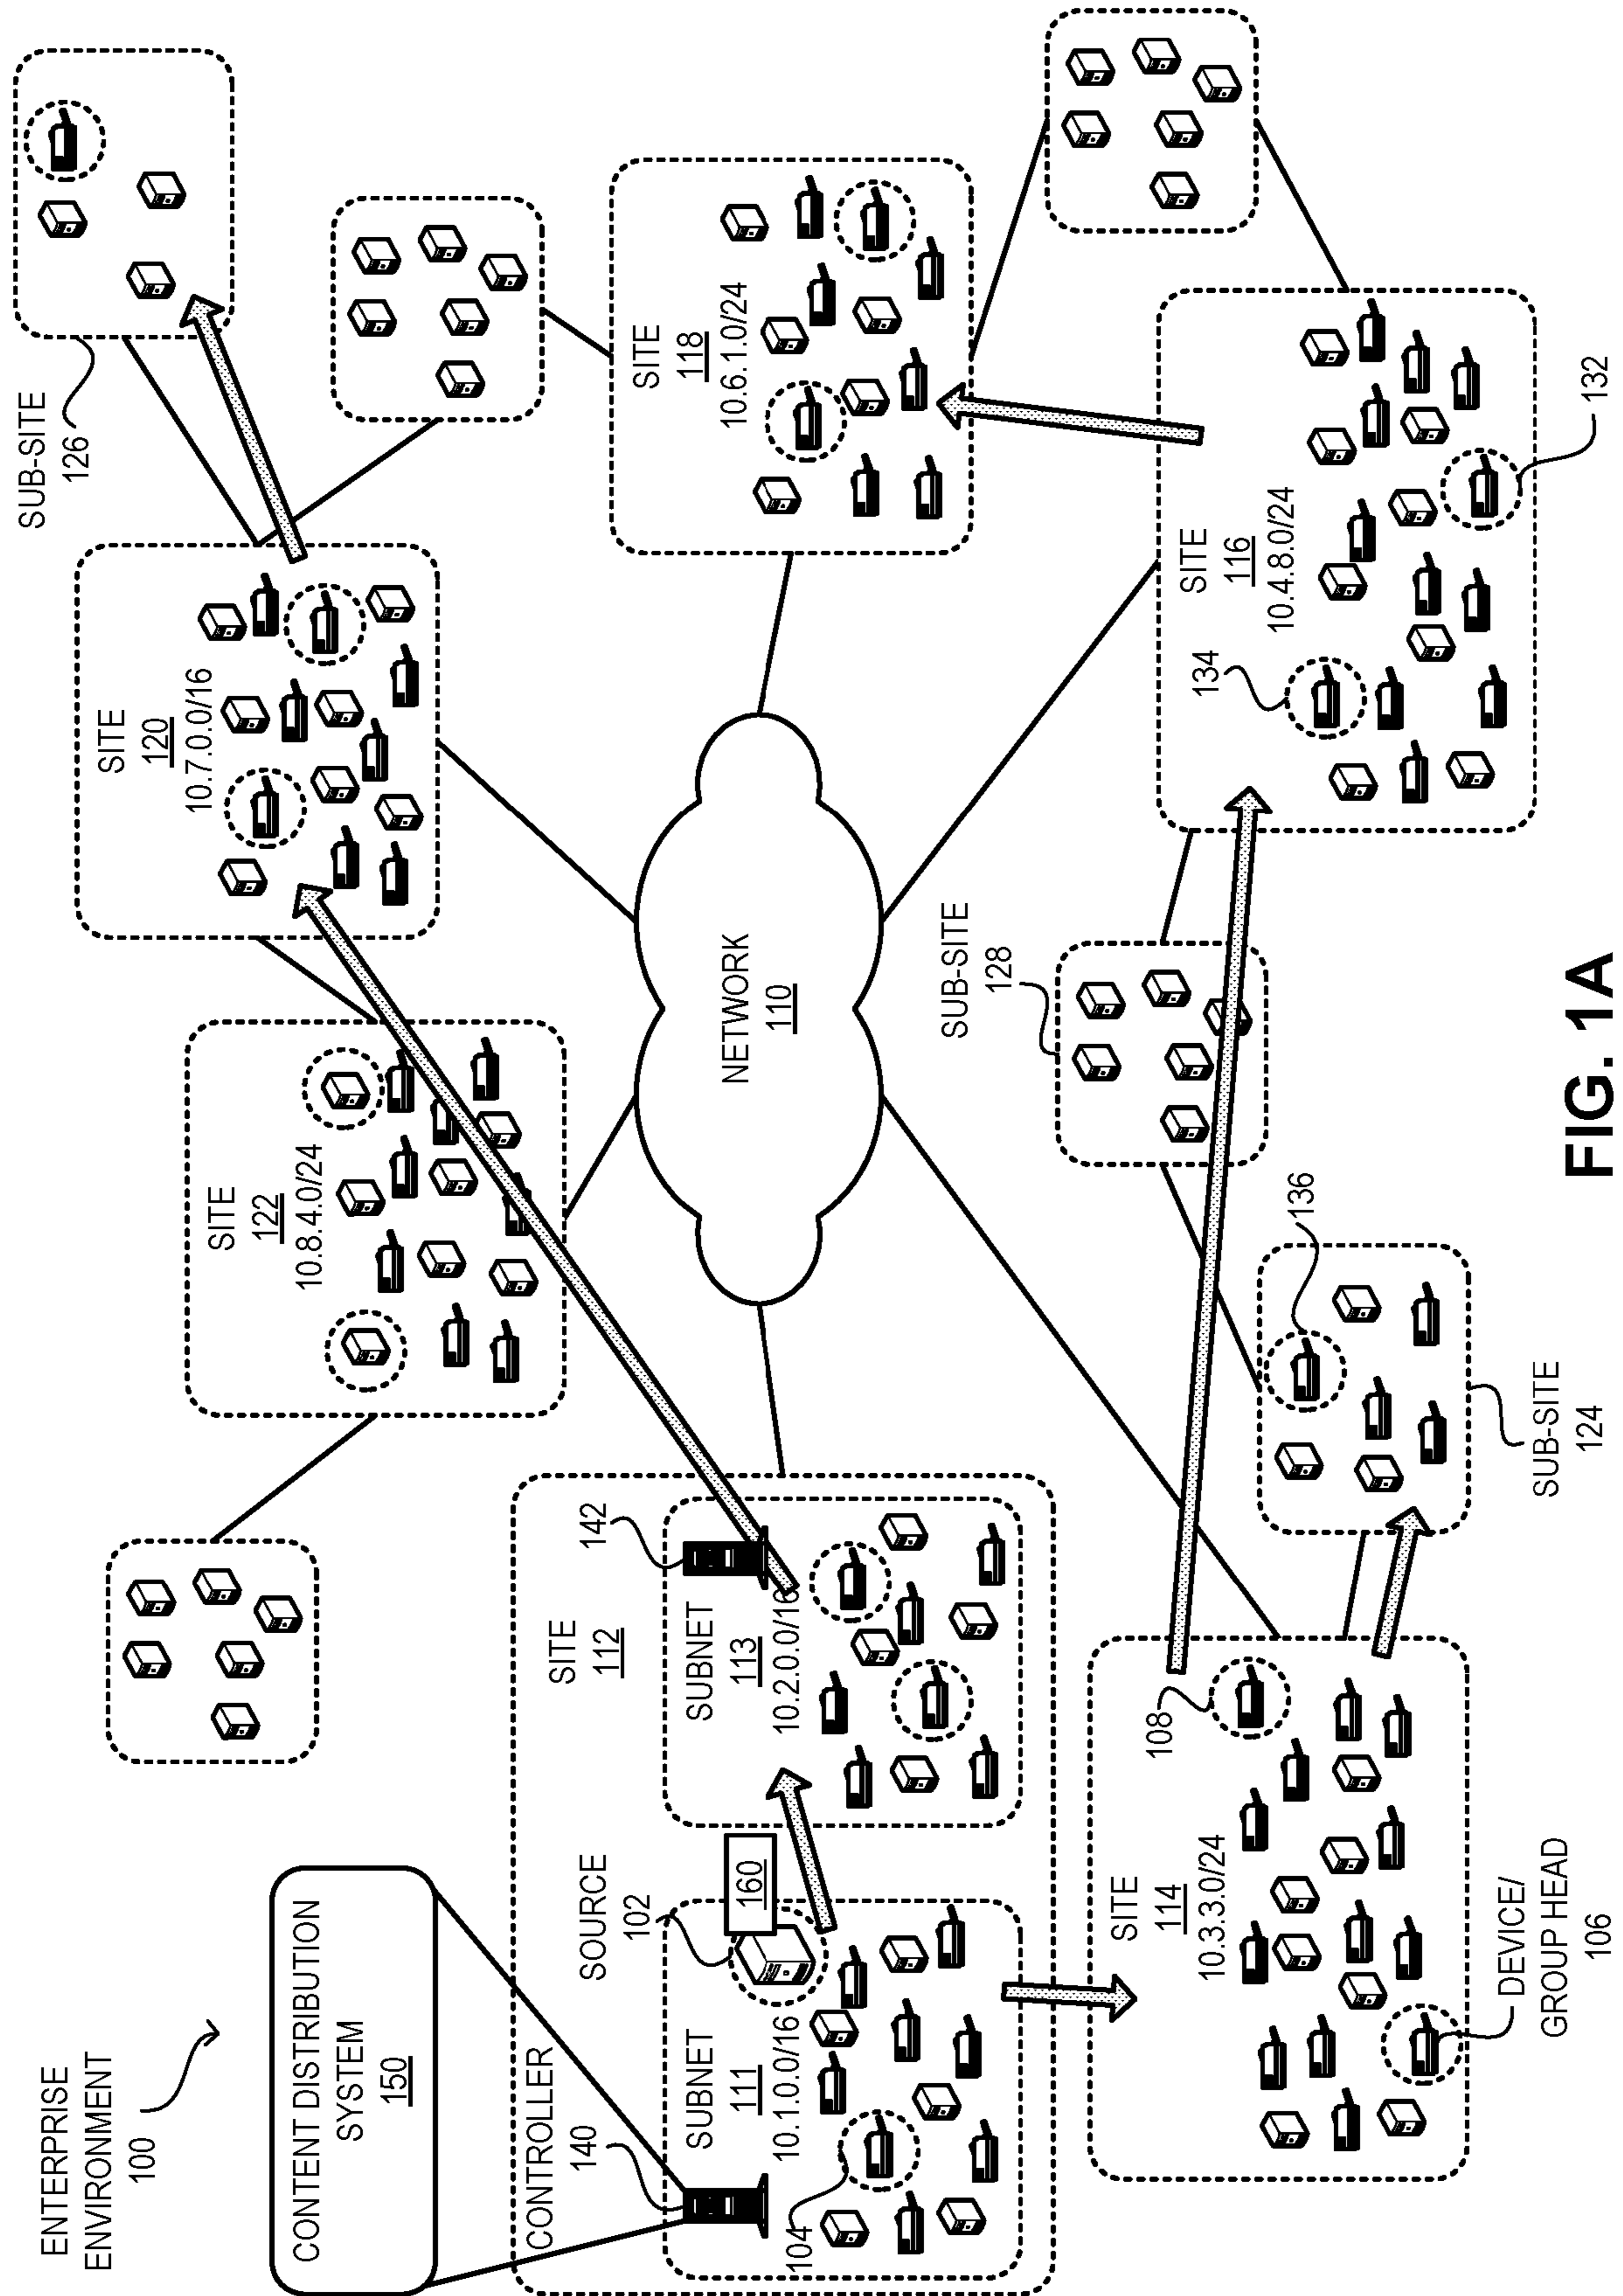 ENTERPRISE
ENVIRONMENT
100
CONTENT DISTRIBUTION
SYSTEM
150
CONTROLLER
140
SUBNET
111
10.1.0.0/16
104
SOURCE
102
160
SITE
112
142
SUBNET
113
10.2.0.0/16
SITE
114
10.3.3.0/24
108
DEVICE/
GROUP HEAD
106
SITE
122
10.8.4.0/24
SITE
120
10.7.0.0/16
SUB-SITE
126
NETWORK
110
SITE
118
10.6.1.0/24
SUB-SITE
128
136
SUB-SITE
124
SITE
116
10.4.8.0/24
134
132
FIG. 1A